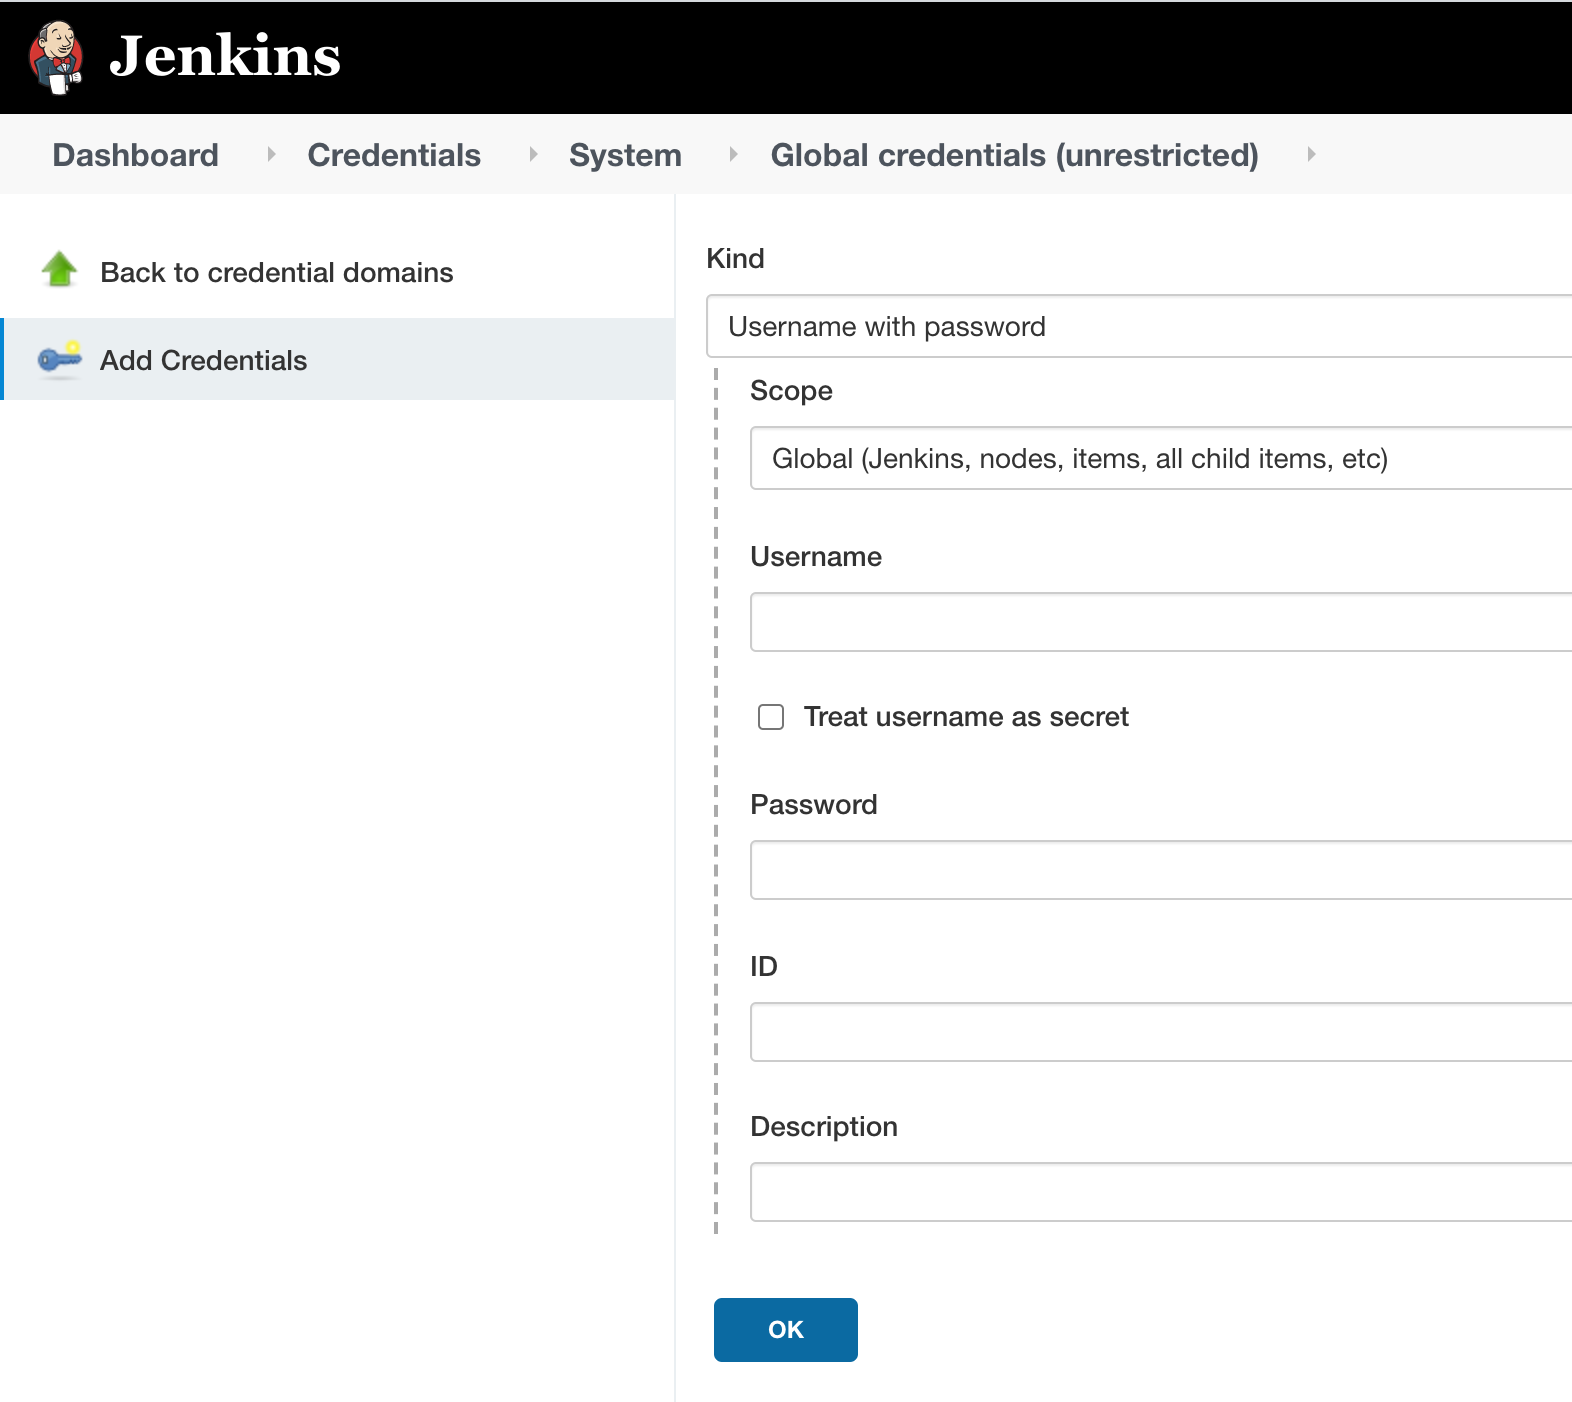 Jenkins
Dashboard Credentials System Global credentials (unrestricted)
Back to credential domains
Add Credentials
Kind
Username with password
Scope
Global (Jenkins, nodes, items, all child items, etc)
Username
Treat username as secret
Password
ID
Description
OK